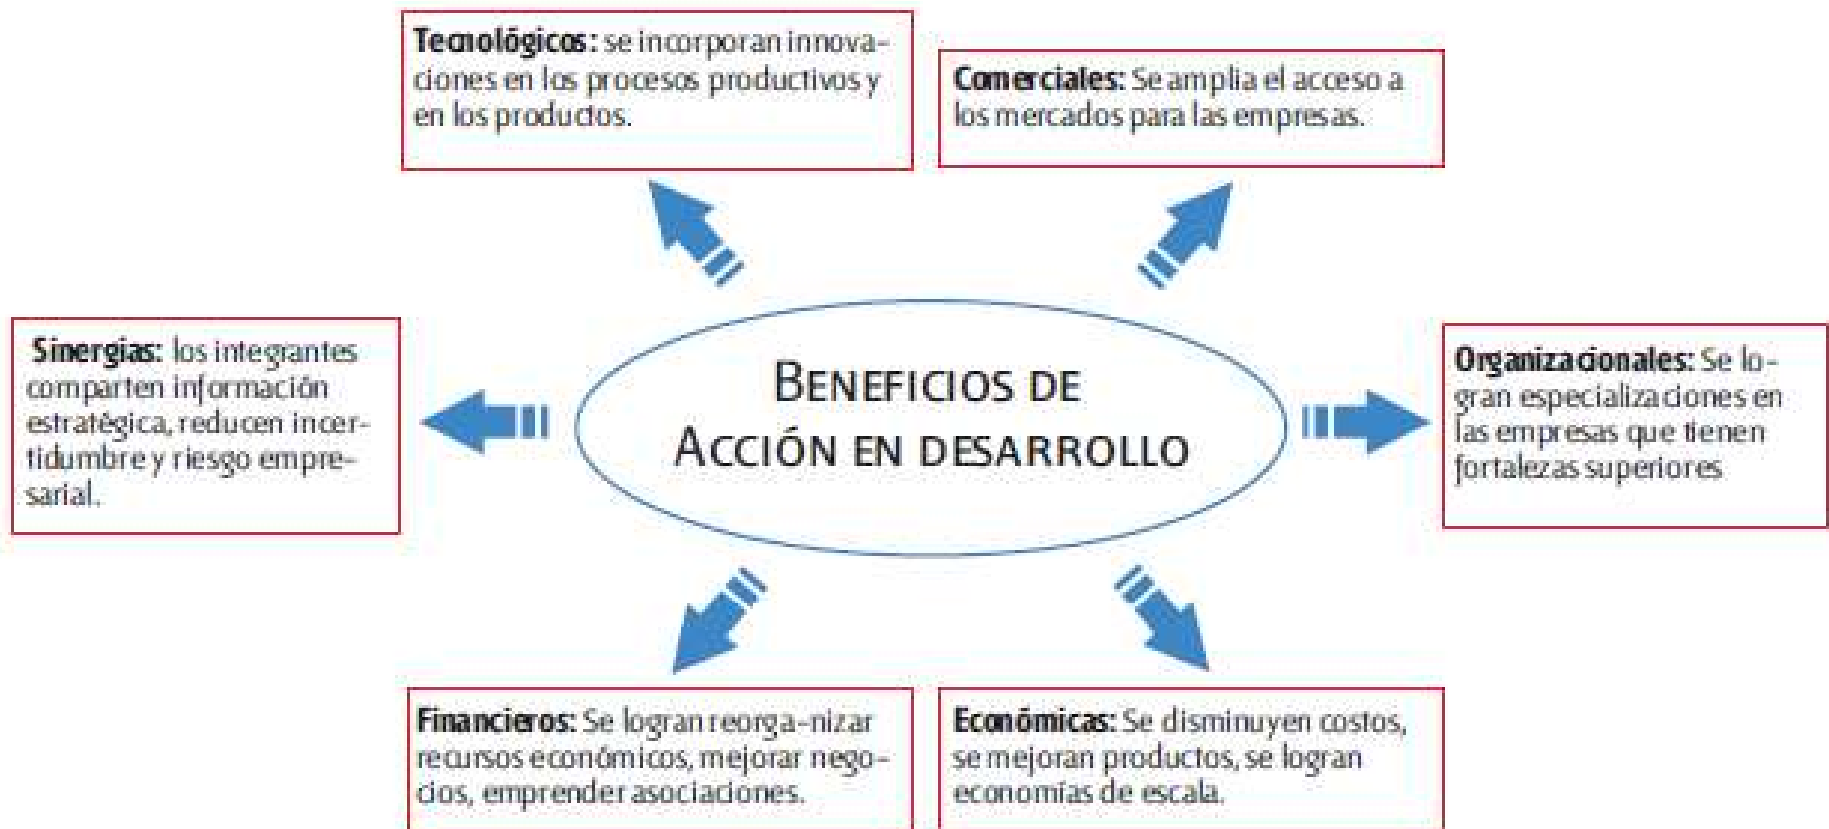 Tecnológicos: se incorporan innova-
ciones en los procesos productivos y
en los productos.
Comerciales: Se amplia el acceso a
los mercados para las empresas.
Sinergias: los integrantes
comparten información
estratégica, reducen incer-
tidumbre y riesgo empre-
sarial.
BENEFICIOS DE
ACCIÓN EN DESARROLLO
Organizacionales: Se lo-
gran especializaciones en
las empresas que tienen
fortalezas superiores
Financieros: Se logran reorga-nizar
recursos económicos, mejorar nego-
cios, emprender asociaciones.
Económicas: Se disminuyen costos,
se mejoran productos, se logran
economías de escala.